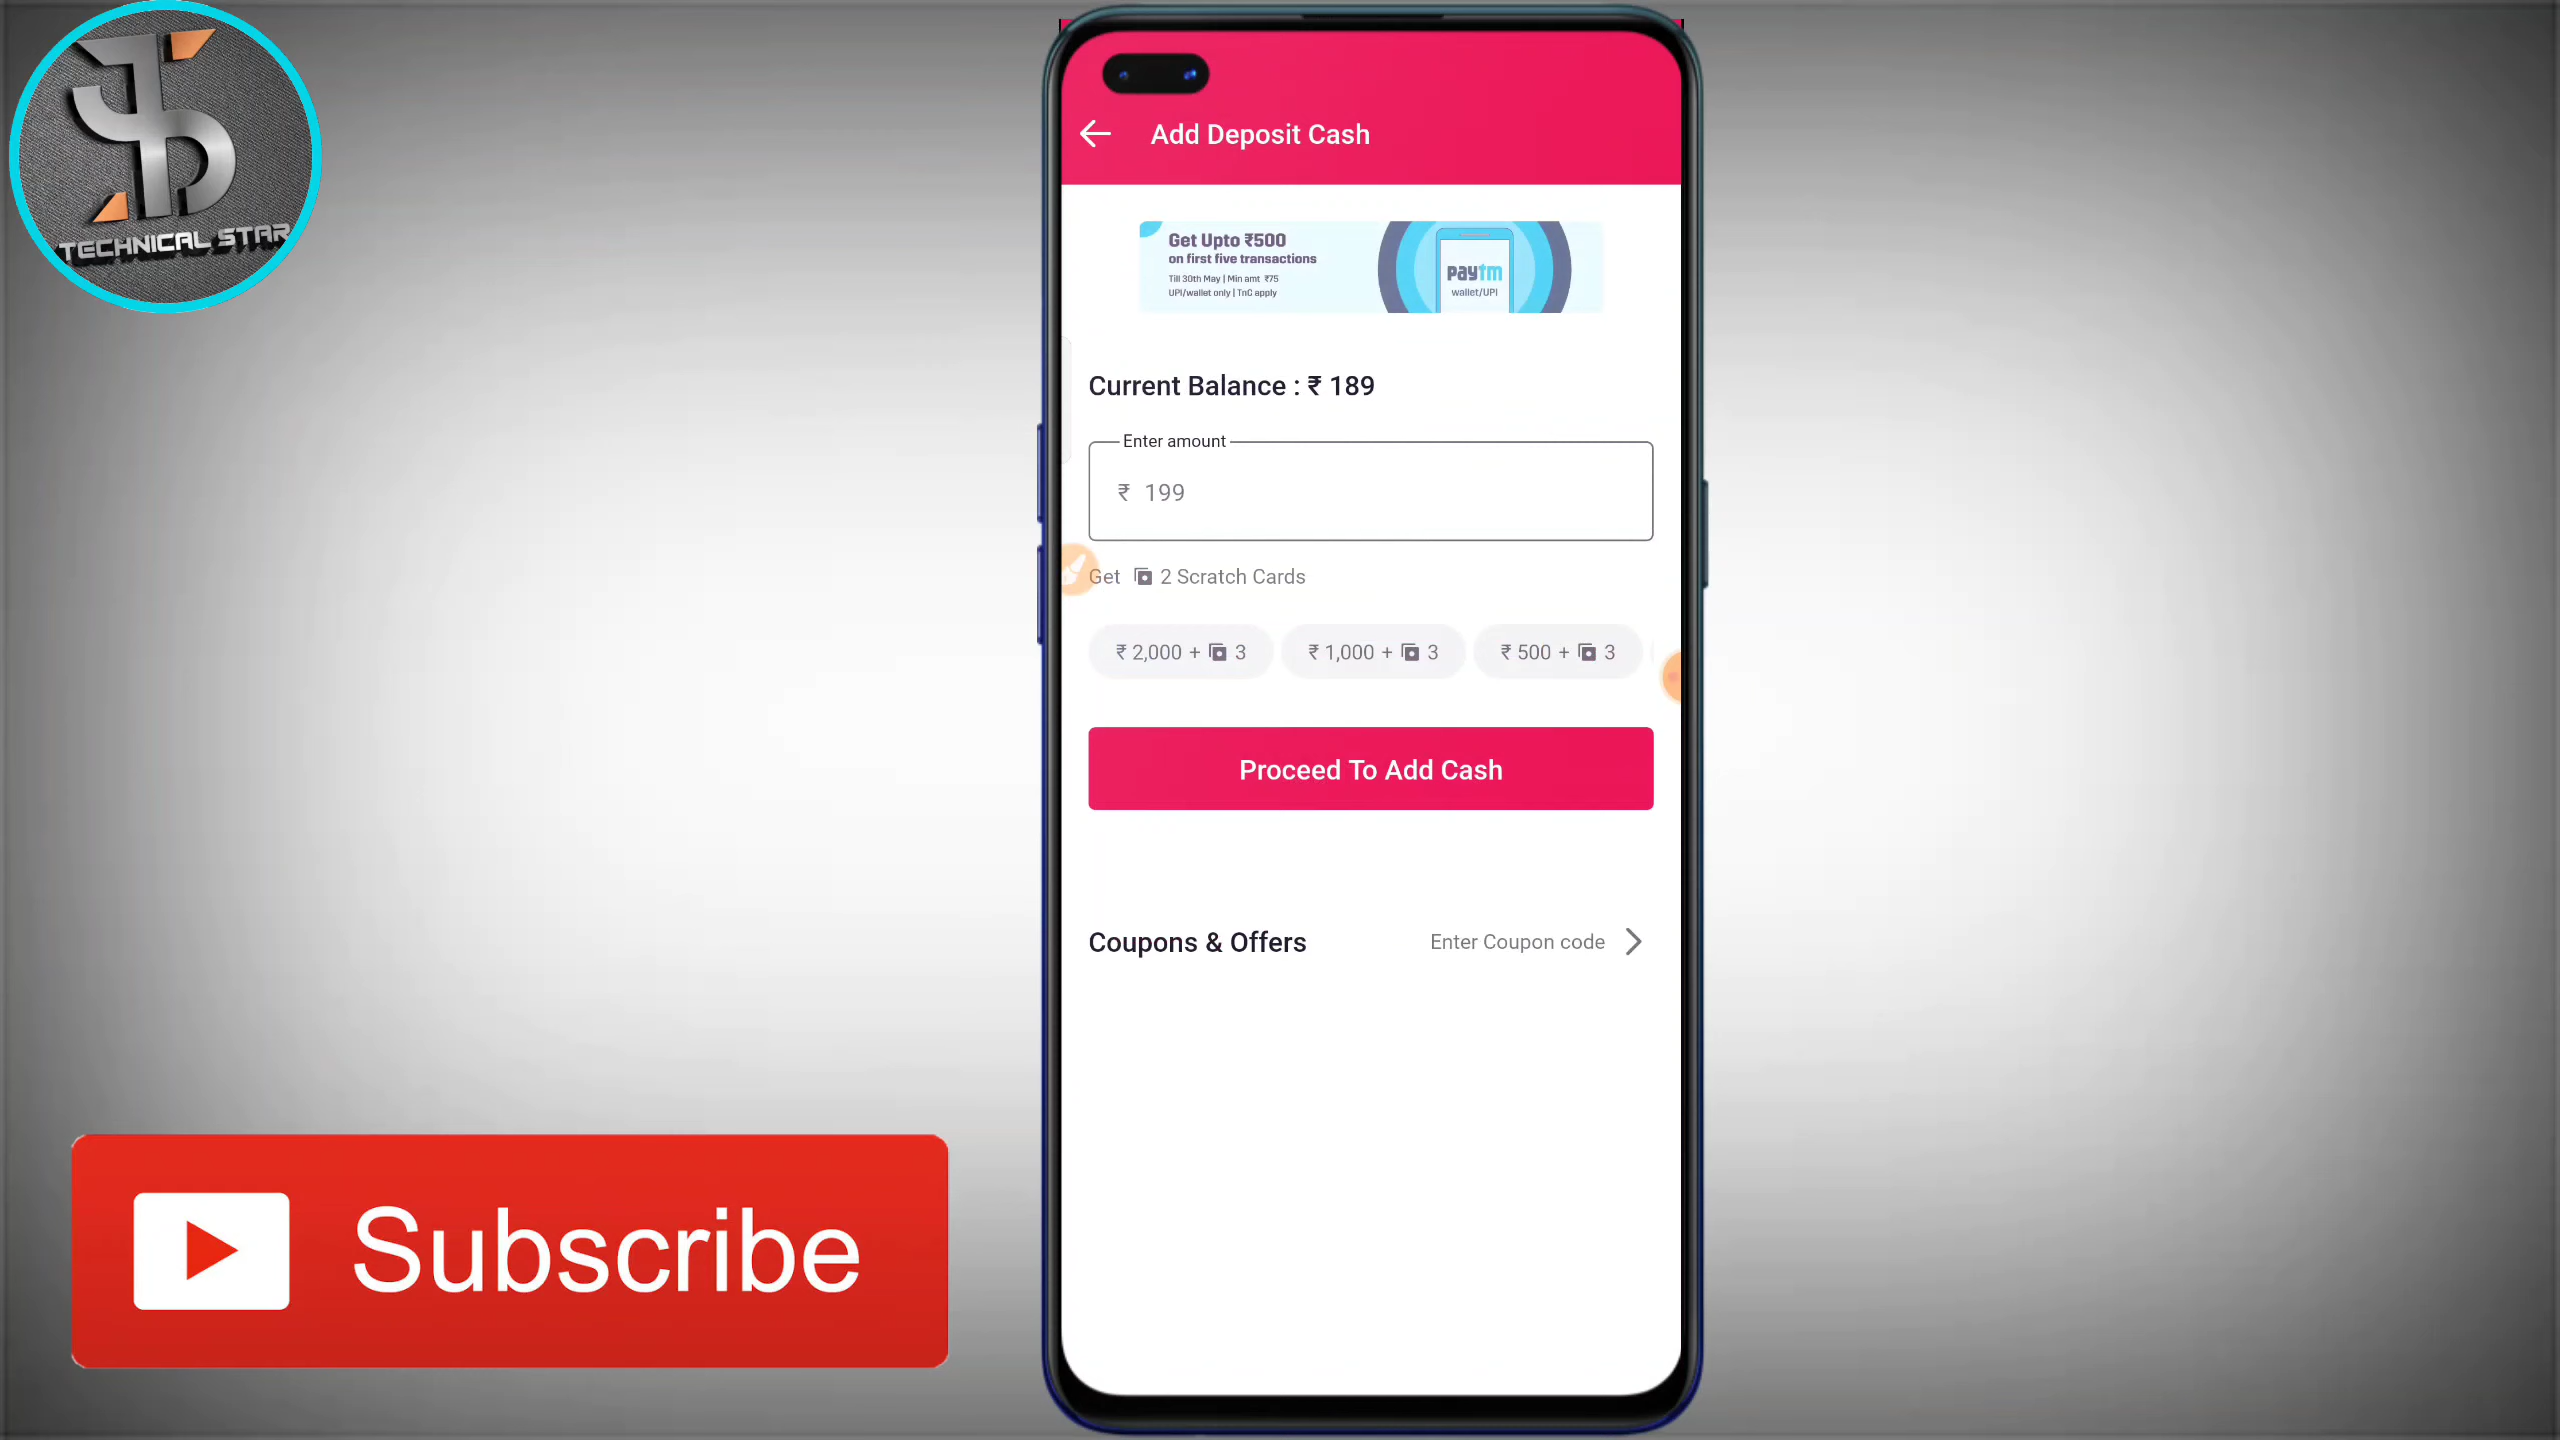 TECHNICAL STAR
Add Deposit Cash
Get Upto ₹500
on first five transactions
Till 30th May | Min amt ₹75
UPI/wallet only | TnC apply
paytm
wallet/UPI
Current Balance : ₹ 189
Enter amount
₹ 199
Get 2 Scratch Cards
₹ 2,000 + 3
₹ 1,000 + 3
₹ 500 + 3
Proceed To Add Cash
Coupons & Offers
Enter Coupon code
Subscribe